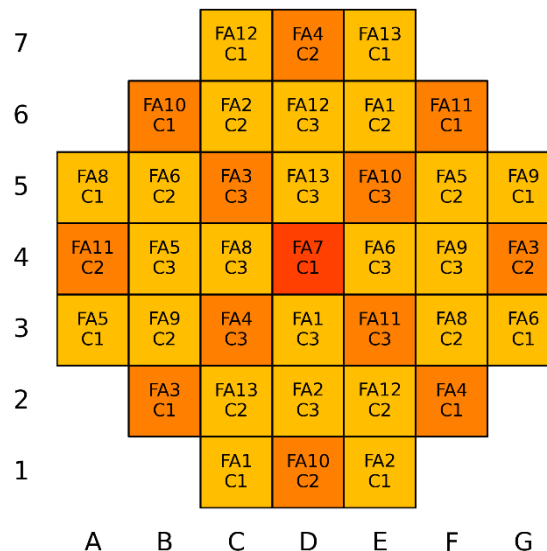 7
FA12 FA4 FA13
C1 C2 C1
6
FA10 FA2 FA12 FA1 FA11
C1 C2 C3 C2 C1
5
FA8 FA6 FA3 FA13 FA10 FA5 FA9
C1 C2 C3 C3 C3 C2 C1
4
FA11 FA5 FA8 FA7 FA6 FA9 FA3
C2 C3 C3 C1 C3 C3 C2
3
FA5 FA9 FA4 FA1 FA11 FA8 FA6
C1 C2 C3 C3 C3 C2 C1
2
FA3 FA13 FA2 FA12 FA4
C1 C2 C3 C2 C1
1
FA1 FA10 FA2
C1 C2 C1
A B C D E F G